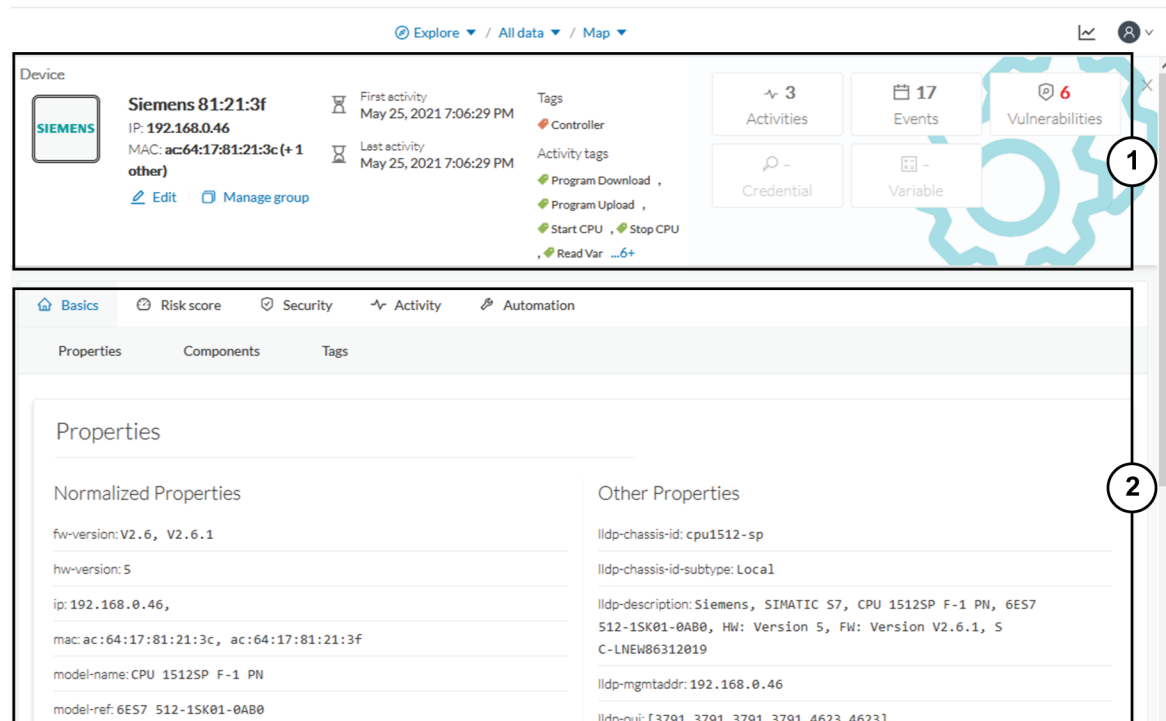 Explore / All data / Map
Device
SIEMENS
Siemens 81:21:3f
IP: 192.168.0.46
MAC: ac:64:17:81:21:3c (+ 1
other)
Edit Manage group
First activity
May 25, 2021 7:06:29 PM
Last activity
May 25, 2021 7:06:29 PM
Tags
Controller
Activity tags
Program Download ,
Program Upload ,
Start CPU , Stop CPU
, Read Var ...6+
3
Activities
17
Events
6
Vulnerabilities
-
Credential
-
Variable
1
Basics Risk score Security Activity Automation
Properties Components Tags
Properties
Normalized Properties
fw-version: V2.6, V2.6.1
hw-version: 5
ip: 192.168.0.46,
mac: ac:64:17:81:21:3c, ac:64:17:81:21:3f
model-name: CPU 1512SP F-1 PN
model-ref: 6ES7 512-1SK01-0AB0
Other Properties
lldp-chassis-id: cpu1512-sp
lldp-chassis-id-subtype: Local
lldp-description: Siemens, SIMATIC S7, CPU 1512SP F-1 PN, 6ES7
512-1SK01-0AB0, HW: Version 5, FW: Version V2.6.1, S
C-LNEW86312019
lldp-mgmtaddr: 192.168.0.46
lldp-oui: [3791, 3791, 3791, 3791, 4623, 4623]
2